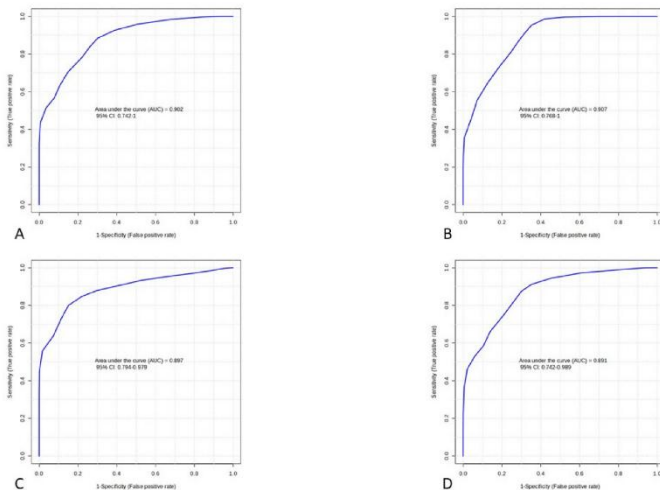 1.0
0.8
0.6
0.4
0.2
0.0
Sensitivity (True positive rate)
Area under the curve (AUC) = 0.902
95% CI: 0.742-1
0.0 0.2 0.4 0.6 0.8 1.0
1-Specificity (False positive rate)
A
1.0
0.8
0.6
0.4
0.2
0.0
Sensitivity (True positive rate)
Area under the curve (AUC) = 0.907
95% CI: 0.768-1
0.0 0.2 0.4 0.6 0.8 1.0
1-Specificity (False positive rate)
B
1.0
0.8
0.6
0.4
0.2
0.0
Sensitivity (True positive rate)
Area under the curve (AUC) = 0.897
95% CI: 0.794-0.978
0.0 0.2 0.4 0.6 0.8 1.0
1-Specificity (False positive rate)
C
1.0
0.8
0.6
0.4
0.2
0.0
Sensitivity (True positive rate)
Area under the curve (AUC) = 0.891
95% CI: 0.742-0.989
0.0 0.2 0.4 0.6 0.8 1.0
1-Specificity (False positive rate)
D